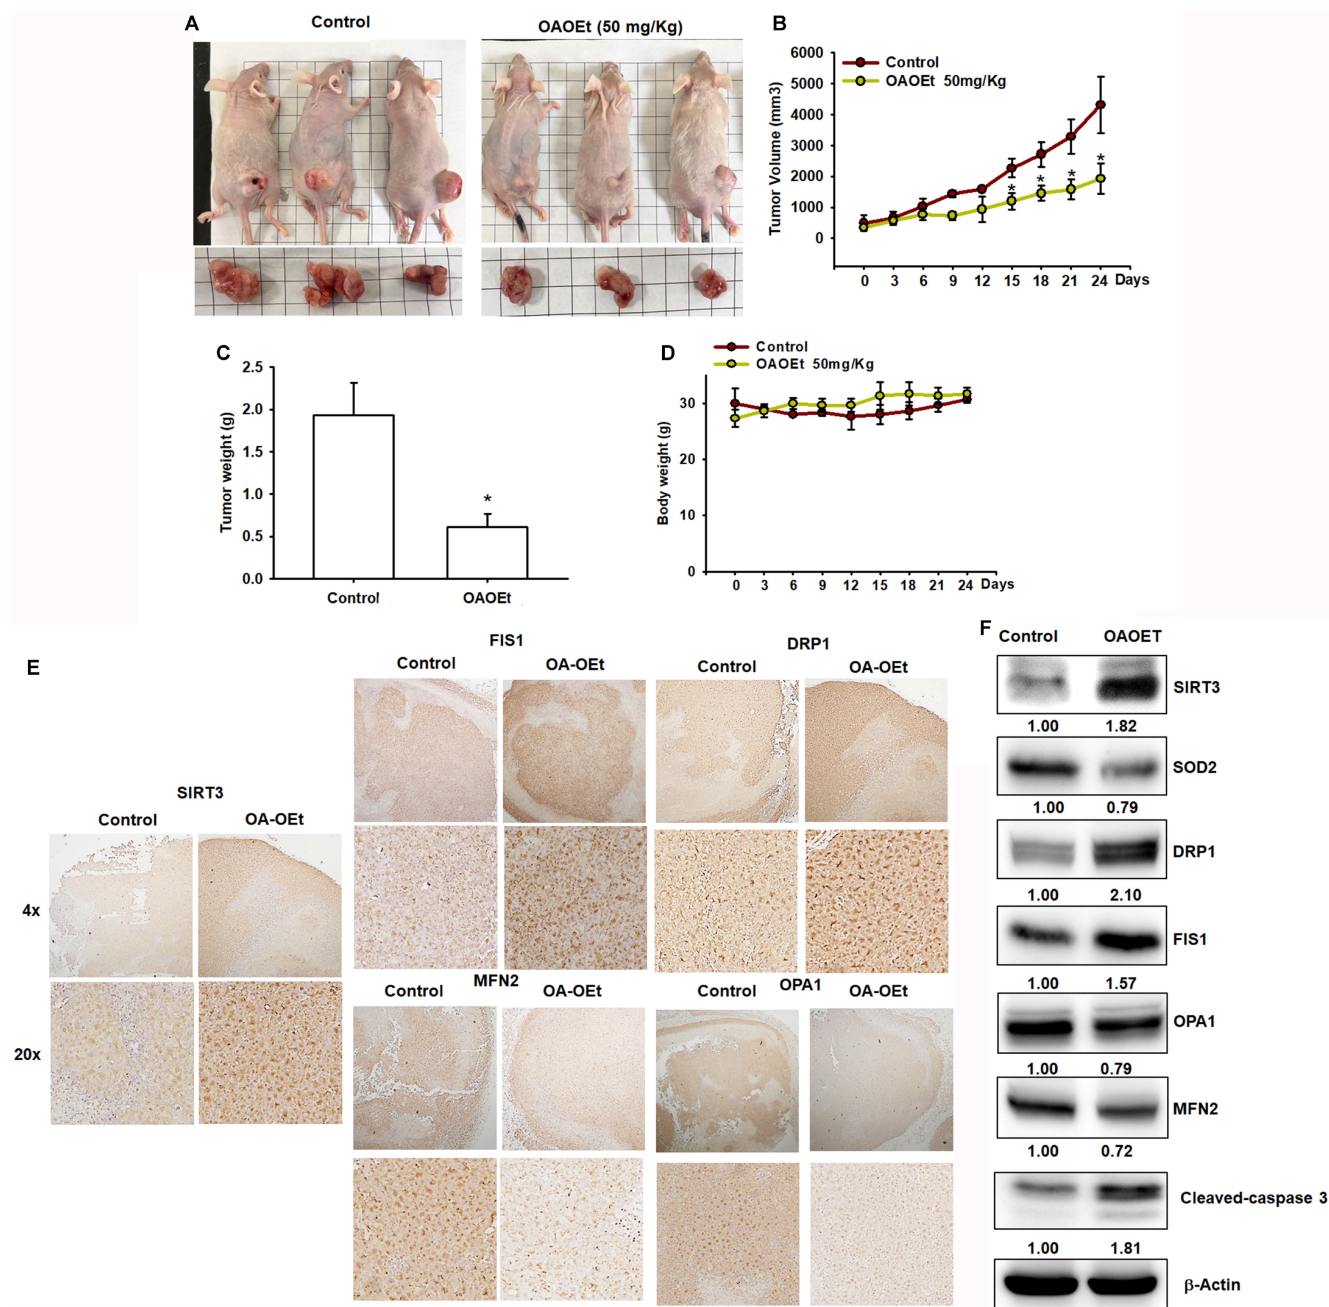 A
Control
OAOEt (50 mg/Kg)
B
Tumor Volume (mm3)
6000
5000
4000
3000
2000
1000
0
Control
OAOEt 50mg/Kg
*
*
*
*
0 3 6 9 12 15 18 21 24 Days
C
Tumor weight (g)
2.5
2.0
1.5
1.0
0.5
0.0
*
Control OAOEt
D
Control
OAOEt 50mg/Kg
Body weight (g)
30
20
10
0
0 3 6 9 12 15 18 21 24 Days
E
SIRT3
Control OA-OEt
4x
20x
FIS1
Control OA-OEt
DRP1
Control OA-OEt
MFN2
Control OA-OEt
OPA1
Control OA-OEt
F
Control OAOET
SIRT3
1.00 1.82
SOD2
1.00 0.79
DRP1
1.00 2.10
FIS1
1.00 1.57
OPA1
1.00 0.79
MFN2
1.00 0.72
Cleaved-caspase 3
1.00 1.81
β-Actin